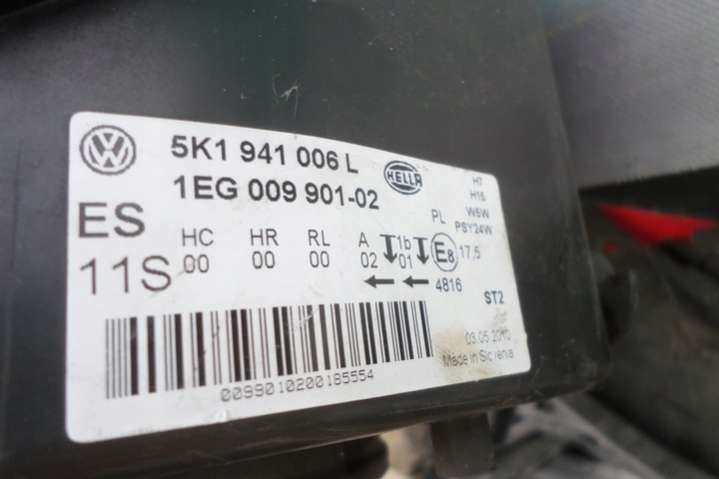 5K1 941 006 L
1EG 009 901-02
HELLA
H7
H15
W5W
PSY24W
PL
ES
11S
HC HR RL A 1b
00 00 00 02 01
E8 17,5
4816
ST2
03.05.2010
Made in Slovenia
0099010200185554